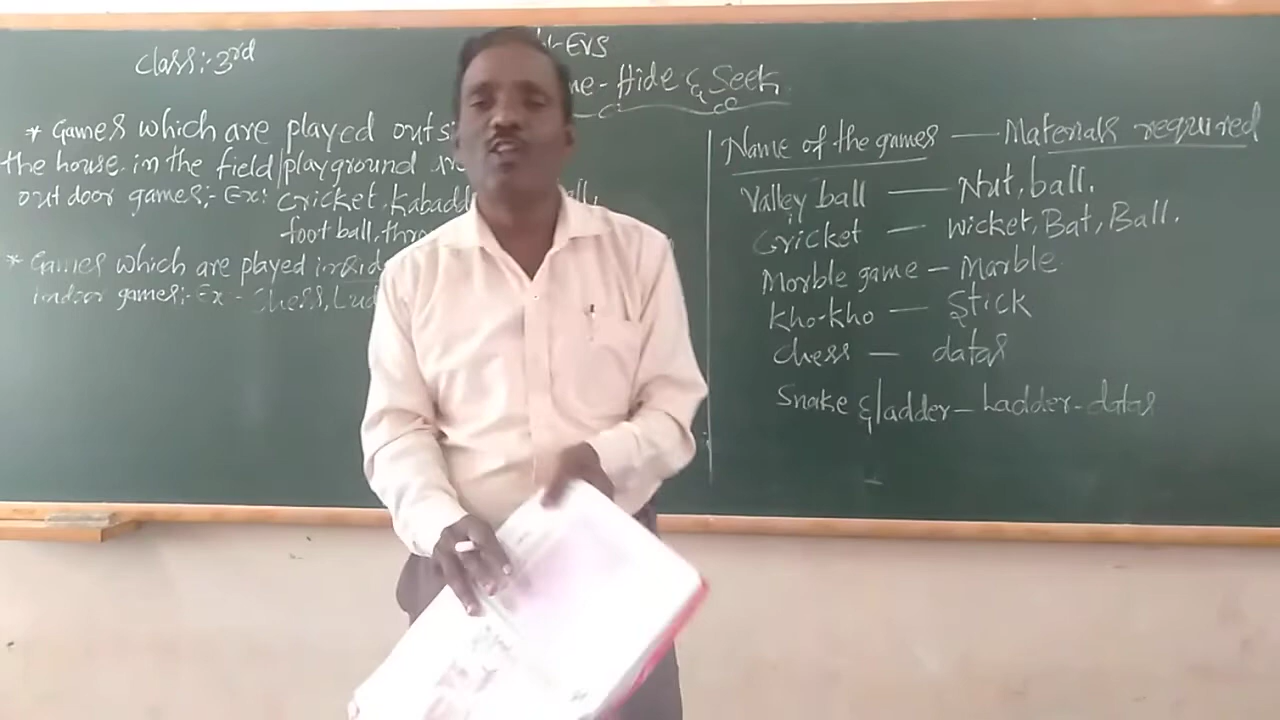 Class:- 3rd
EVS
- Hide & Seek
* Games which are played
the house in the field/playground
out door games:- Ex: Cricket, Kabadd
foot ball, thro
* Games which are played
indoor games:- Ex - Chess, Lud
Name of the games — Materials required
Valley ball — Nut, ball.
Cricket — wicket, Bat, Ball.
Morble game - Marble
Kho-kho — Stick
Chess — datas
Snake & ladder - Ladder - datas